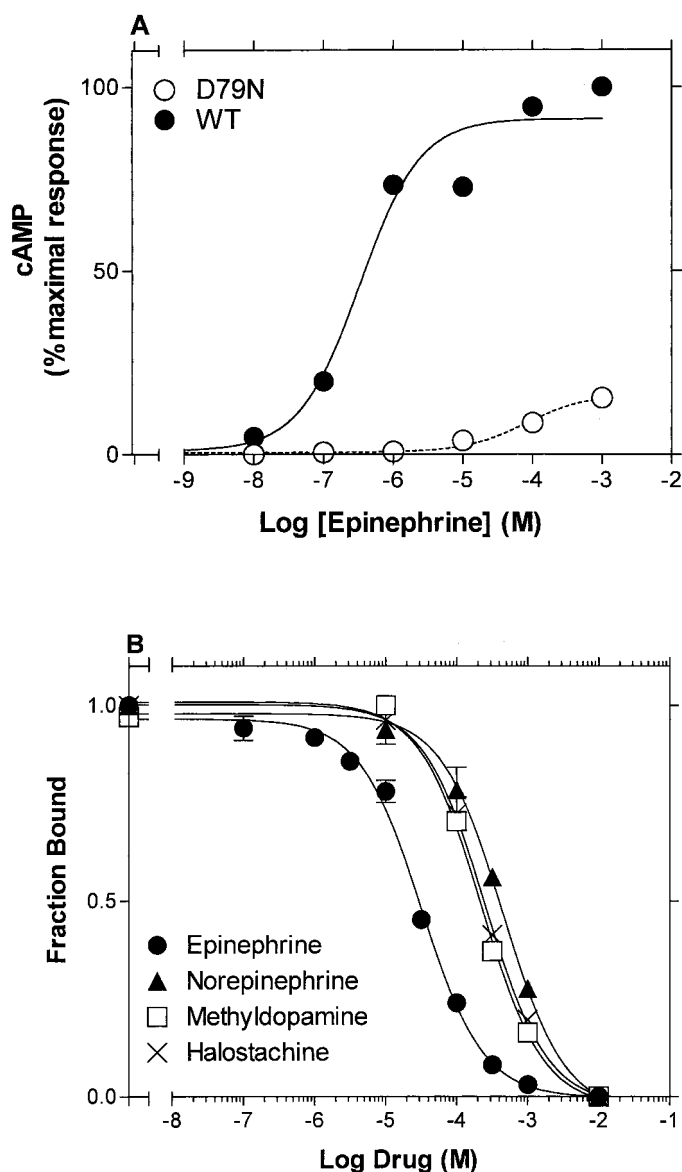 A
D79N
WT
100
50
0
cAMP
(%maximal response)
-9 -8 -7 -6 -5 -4 -3 -2
Log [Epinephrine] (M)
B
1.0
0.5
0.0
Fraction Bound
Epinephrine
Norepinephrine
Methyldopamine
Halostachine
-8 -7 -6 -5 -4 -3 -2 -1
Log Drug (M)